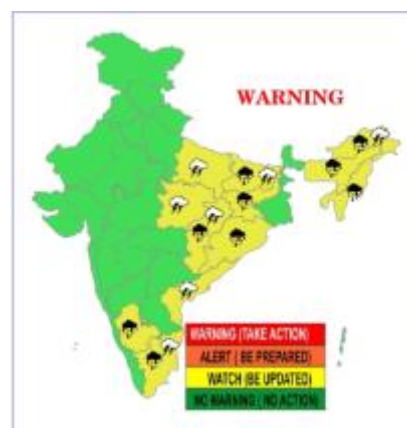 WARNING
WARNING (TAKE ACTION)
ALERT ( BE PREPARED)
WATCH (BE UPDATED)
NO WARNING ( NO ACTION)